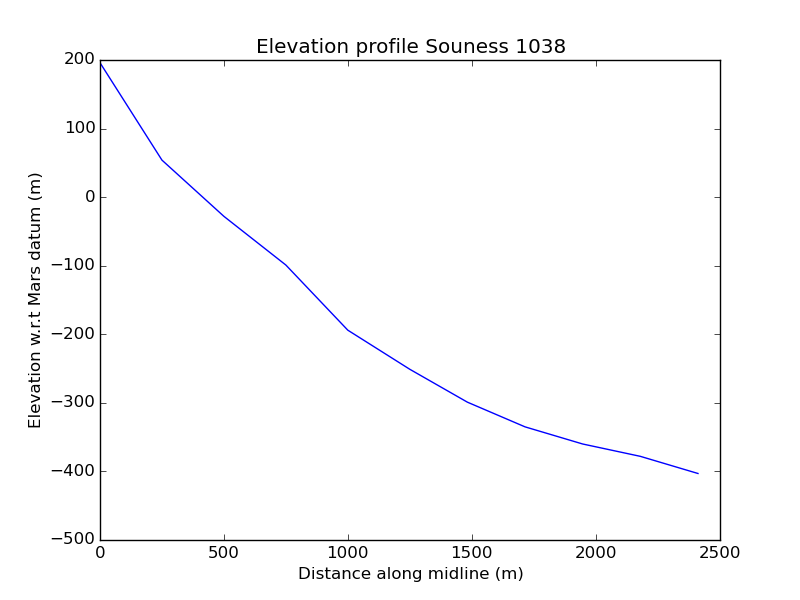 Elevation profile Souness 1038
200
100
0
−100
−200
−300
−400
−500
Elevation w.r.t Mars datum (m)
0 500 1000 1500 2000 2500
Distance along midline (m)